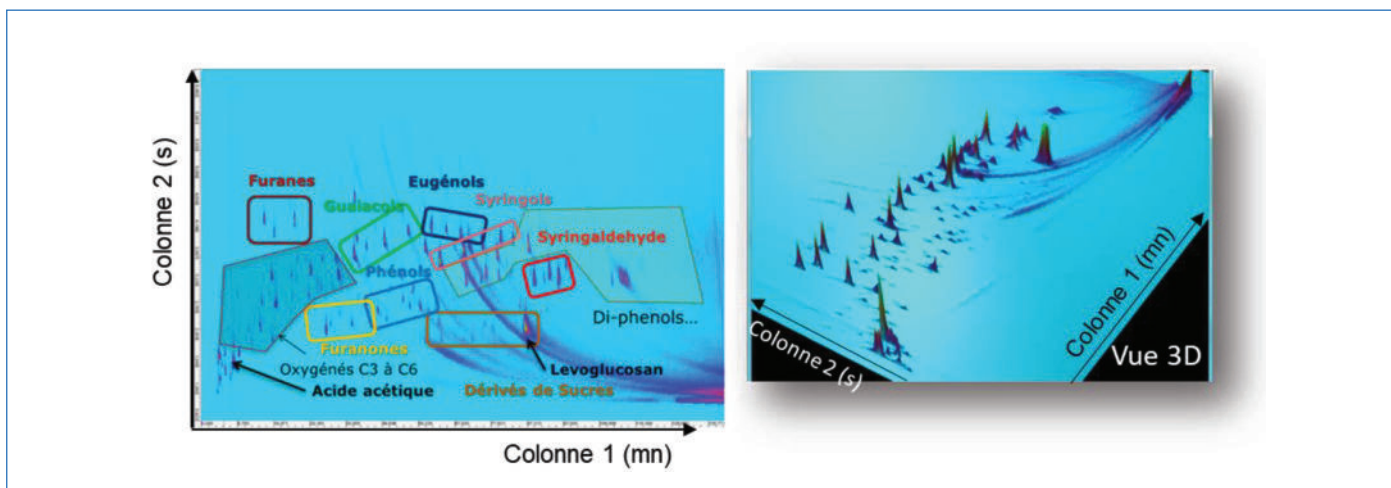 Colonne 2 (s)
Furanes
Eugénols
Gudiacols
Syringols
Syringaldehyde
Phénols
Di-phenols...
Furanones
Oxygénés C3 à C6
Levoglucosan
Acide acétique
Dérivés de Sucres
Colonne 1 (mn)
Colonne 2 (s)
Colonne 1 (mn)
Vue 3D